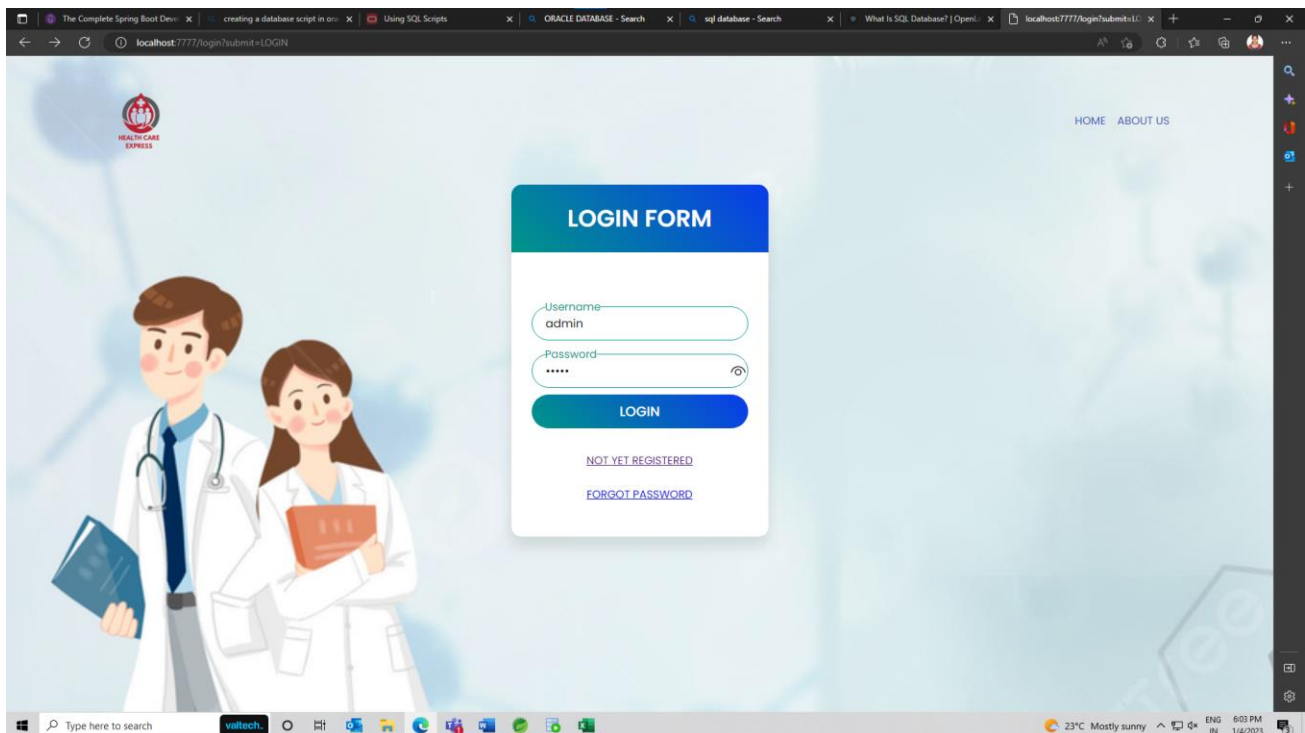 The Complete Spring Boot Deve
creating a database script in ora
Using SQL Scripts
ORACLE DATABASE - Search
sql database - Search
What Is SQL Database? | OpenL
localhost:7777/login?submit=LO
localhost:7777/login?submit=LOGIN
HEALTH CARE
EXPRESS
HOME ABOUT US
LOGIN FORM
Username
admin
Password
LOGIN
NOT YET REGISTERED
FORGOT PASSWORD
Type here to search
valtech.
23°C Mostly sunny
ENG
IN
6:03 PM
1/4/2023